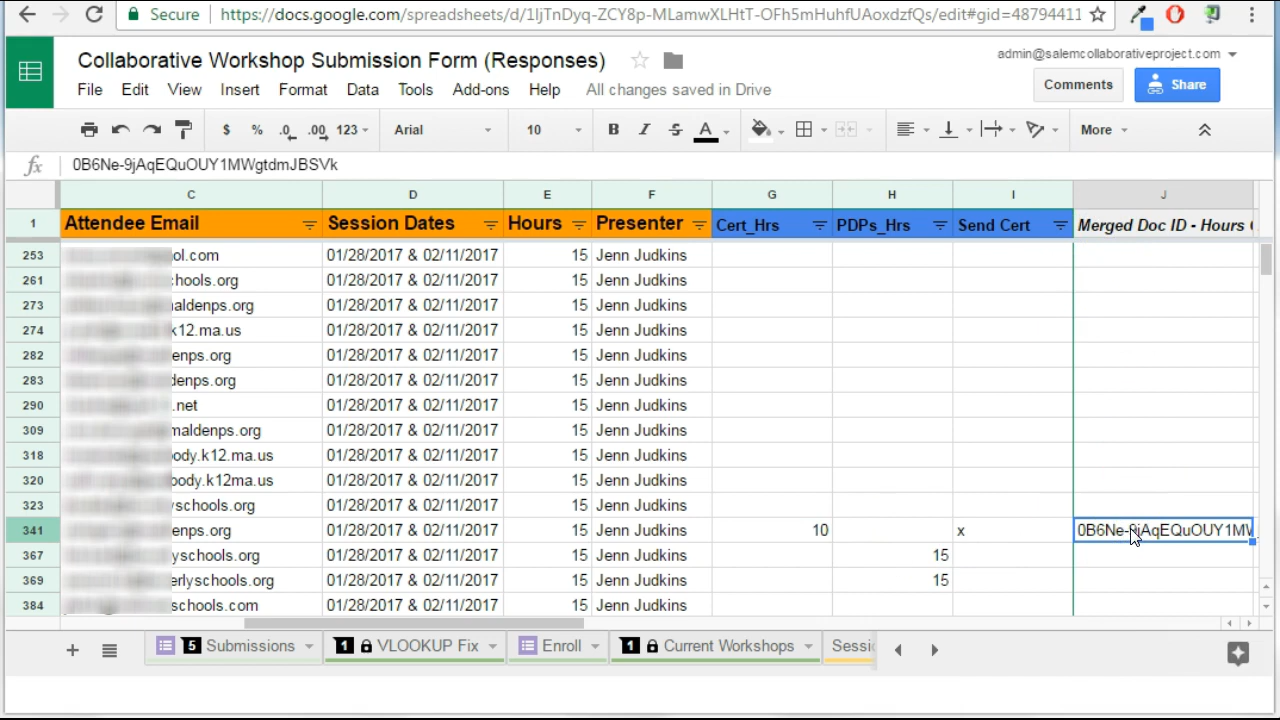 Secure https://docs.google.com/spreadsheets/d/1IjTnDyq-ZCY8p-MLamwXLHtT-OFh5mHuhfUAoxdzfQs/edit#gid=48794411
Collaborative Workshop Submission Form (Responses)
admin@salemcollaborativeproject.com
File Edit View Insert Format Data Tools Add-ons Help All changes saved in Drive
Comments Share
$ % .0 .00 123 Arial 10 B I S A More
fx 0B6Ne-9jAqEQuOUY1MWgtdmJBSVk
C D E F G H I J
1 Attendee Email Session Dates Hours Presenter Cert_Hrs PDPs_Hrs Send Cert Merged Doc ID - Hours
253 ol.com 01/28/2017 & 02/11/2017 15 Jenn Judkins
261 hools.org 01/28/2017 & 02/11/2017 15 Jenn Judkins
273 aldenps.org 01/28/2017 & 02/11/2017 15 Jenn Judkins
274 k12.ma.us 01/28/2017 & 02/11/2017 15 Jenn Judkins
282 enps.org 01/28/2017 & 02/11/2017 15 Jenn Judkins
283 denps.org 01/28/2017 & 02/11/2017 15 Jenn Judkins
290 .net 01/28/2017 & 02/11/2017 15 Jenn Judkins
309 maldenps.org 01/28/2017 & 02/11/2017 15 Jenn Judkins
318 ody.k12.ma.us 01/28/2017 & 02/11/2017 15 Jenn Judkins
320 body.k12ma.us 01/28/2017 & 02/11/2017 15 Jenn Judkins
323 yschools.org 01/28/2017 & 02/11/2017 15 Jenn Judkins
341 enps.org 01/28/2017 & 02/11/2017 15 Jenn Judkins 10 x 0B6Ne-9jAqEQuOUY1MW
367 lyschools.org 01/28/2017 & 02/11/2017 15 Jenn Judkins 15
369 erlyschools.org 01/28/2017 & 02/11/2017 15 Jenn Judkins 15
384 schools.com 01/28/2017 & 02/11/2017 15 Jenn Judkins
5 Submissions 1 VLOOKUP Fix Enroll 1 Current Workshops Sessi